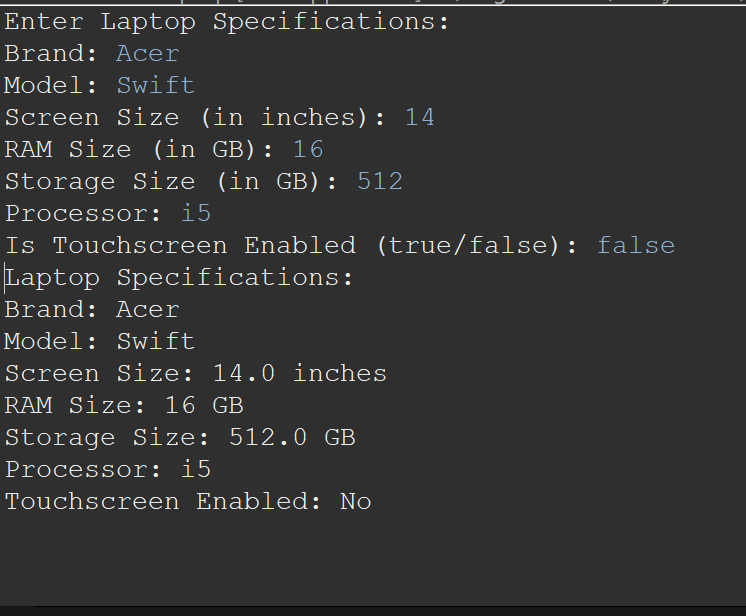 Enter Laptop Specifications:
Brand: Acer
Model: Swift
Screen Size (in inches): 14
RAM Size (in GB): 16
Storage Size (in GB): 512
Processor: i5
Is Touchscreen Enabled (true/false): false
Laptop Specifications:
Brand: Acer
Model: Swift
Screen Size: 14.0 inches
RAM Size: 16 GB
Storage Size: 512.0 GB
Processor: i5
Touchscreen Enabled: No